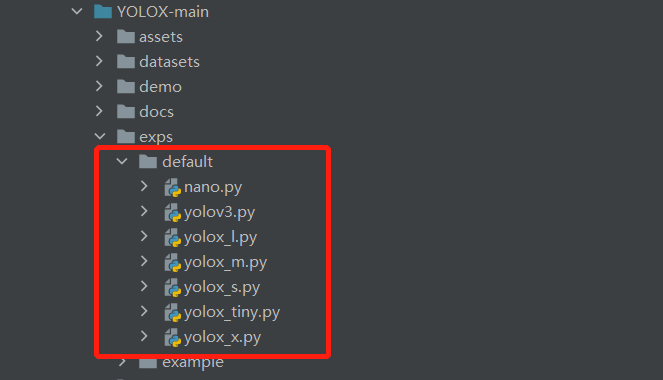 YOLOX-main
assets
datasets
demo
docs
exps
default
nano.py
yolov3.py
yolox_l.py
yolox_m.py
yolox_s.py
yolox_tiny.py
yolox_x.py
example